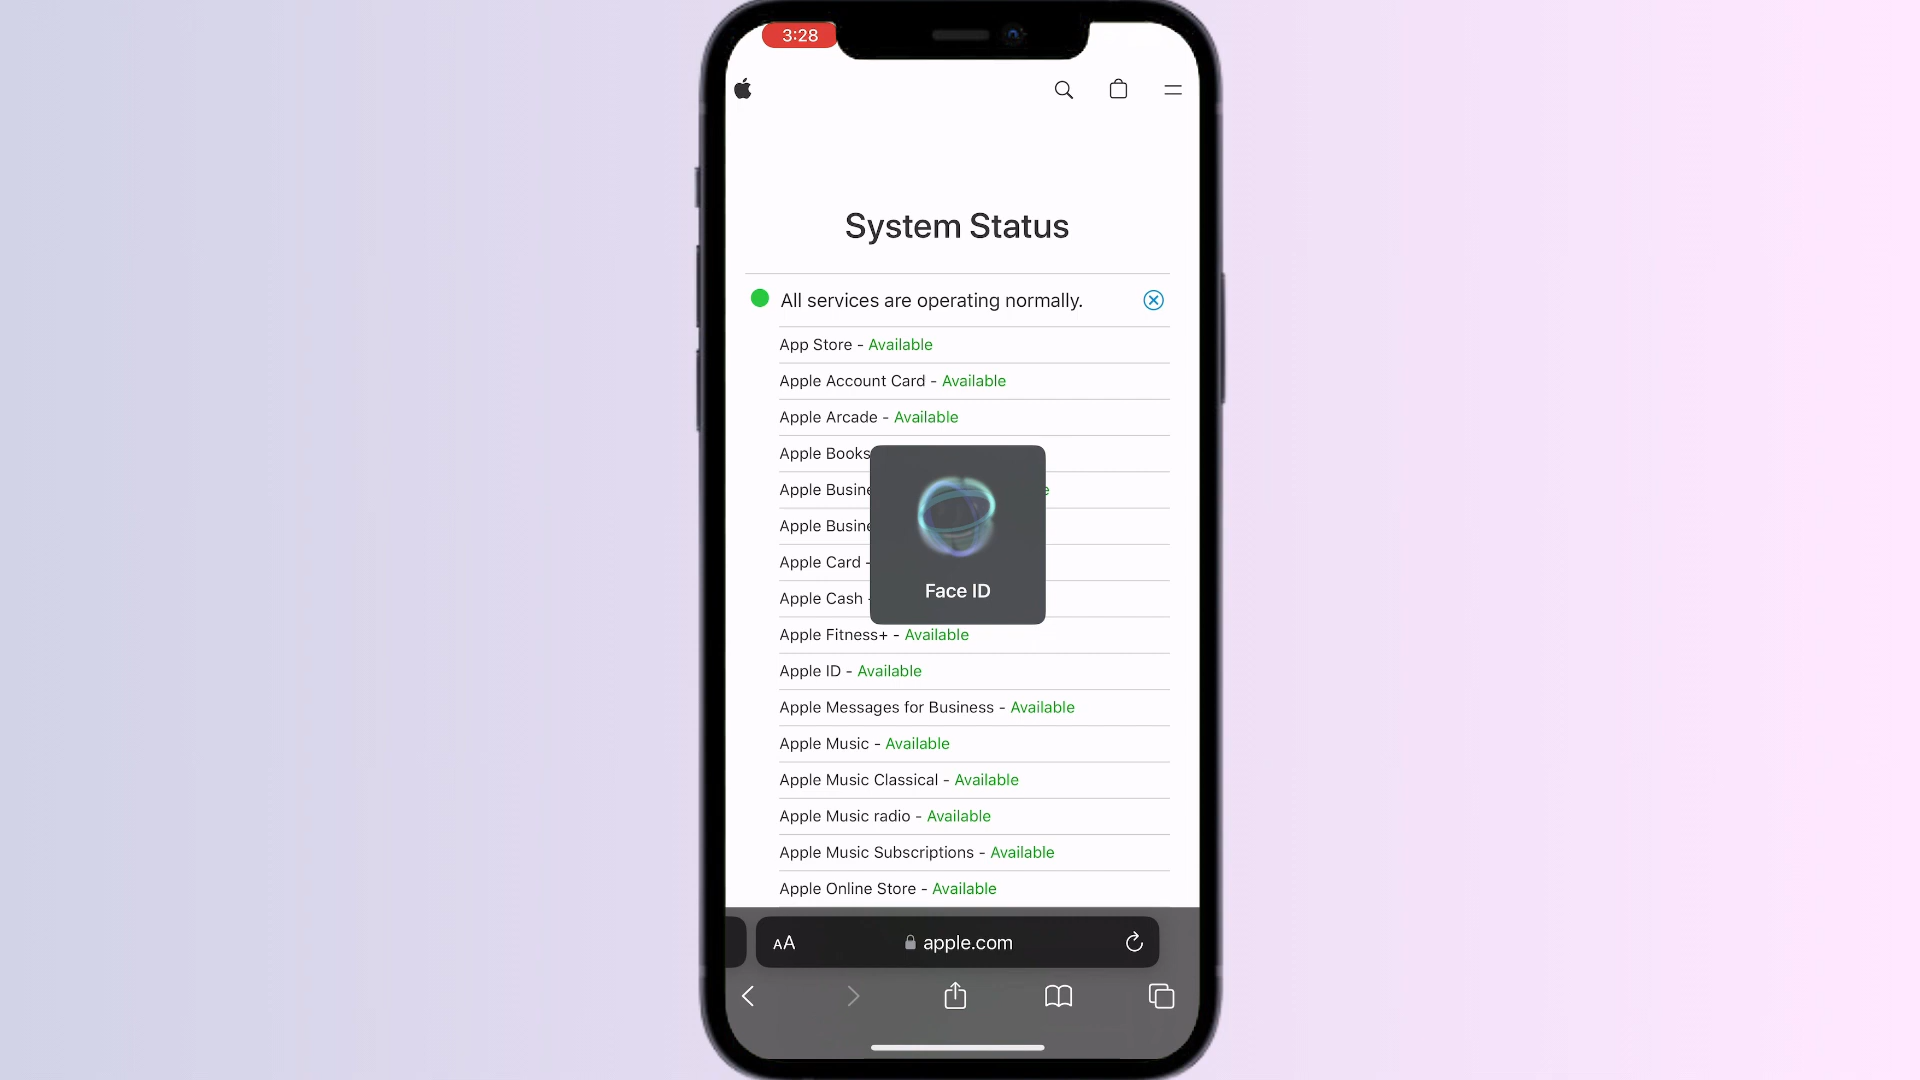 3:28
System Status
All services are operating normally.
App Store - Available
Apple Account Card - Available
Apple Arcade - Available
Apple Books
Apple Busine
Apple Busine
Apple Card -
Apple Cash -
Face ID
Apple Fitness+ - Available
Apple ID - Available
Apple Messages for Business - Available
Apple Music - Available
Apple Music Classical - Available
Apple Music radio - Available
Apple Music Subscriptions - Available
Apple Online Store - Available
AA apple.com